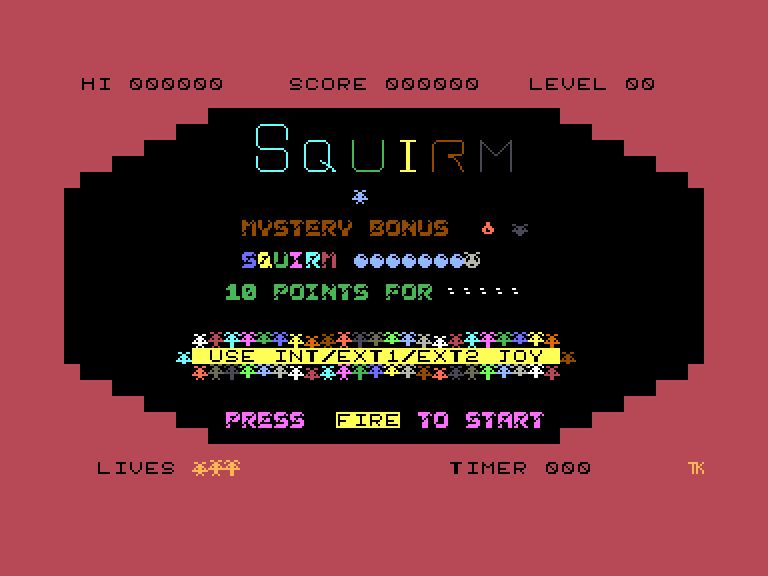 HI 000000 SCORE 000000 LEVEL 00
SQUIRM
MYSTERY BONUS
SQUIRM
10 POINTS FOR
USE INT/EXT1/EXT2 JOY
PRESS FIRE TO START
LIVES TIMER 000 TK